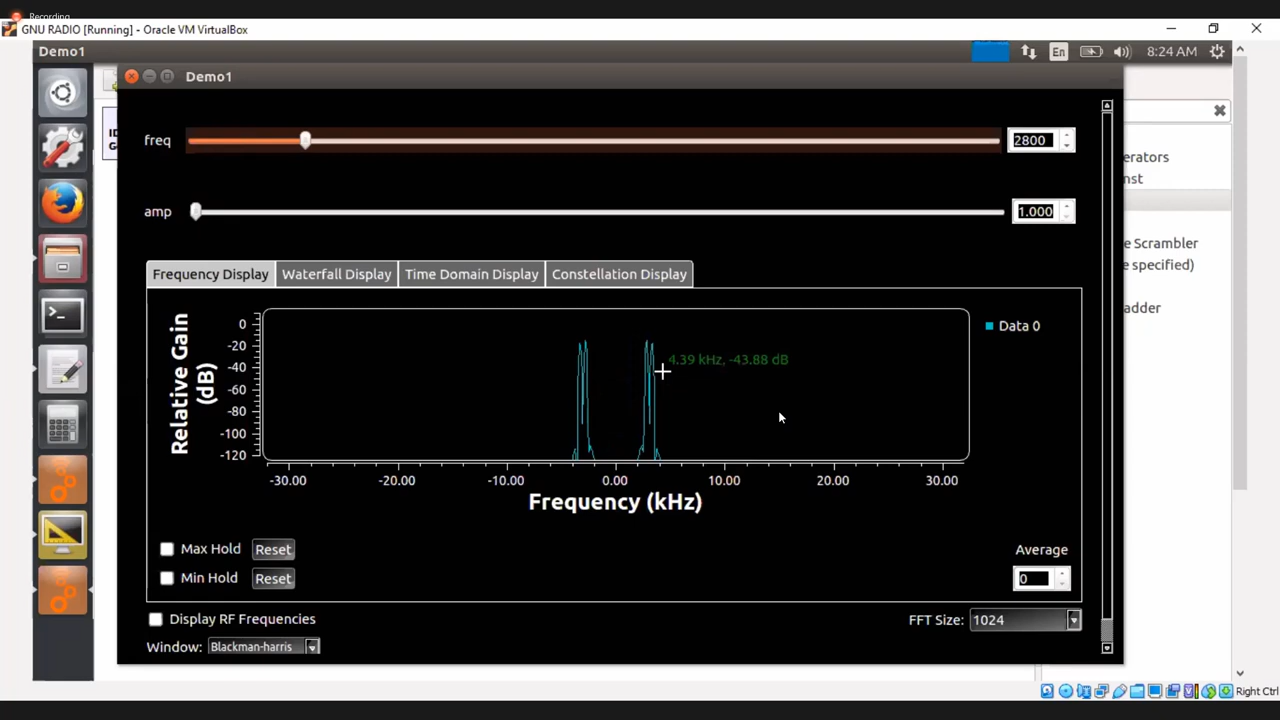 Recording
GNU RADIO [Running] - Oracle VM VirtualBox
Demo1
En
8:24 AM
Demo1
ID
freq
2800
erators
nst
amp
1.000
e Scrambler
e specified)
Frequency Display
Waterfall Display
Time Domain Display
Constellation Display
adder
Relative Gain
(dB)
0
-20
-40
-60
-80
-100
-120
4.39 kHz, -43.88 dB
Data 0
-30.00
-20.00
-10.00
0.00
10.00
20.00
30.00
Frequency (kHz)
Max Hold
Reset
Average
Min Hold
Reset
0
Display RF Frequencies
FFT Size:
1024
Window:
Blackman-harris
Right Ctrl